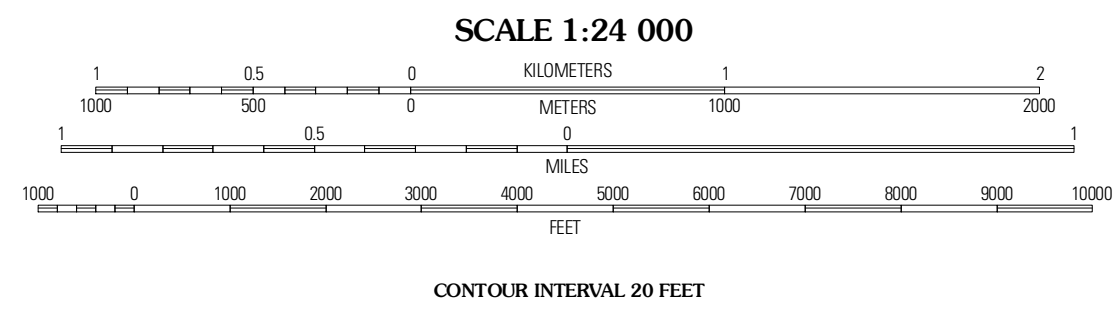 SCALE 1:24 000
1 0.5 0 KILOMETERS 1 2
1000 500 0 METERS 1000 2000
1 0.5 0 1
MILES
1000 0 1000 2000 3000 4000 5000 6000 7000 8000 9000 10000
FEET
CONTOUR INTERVAL 20 FEET